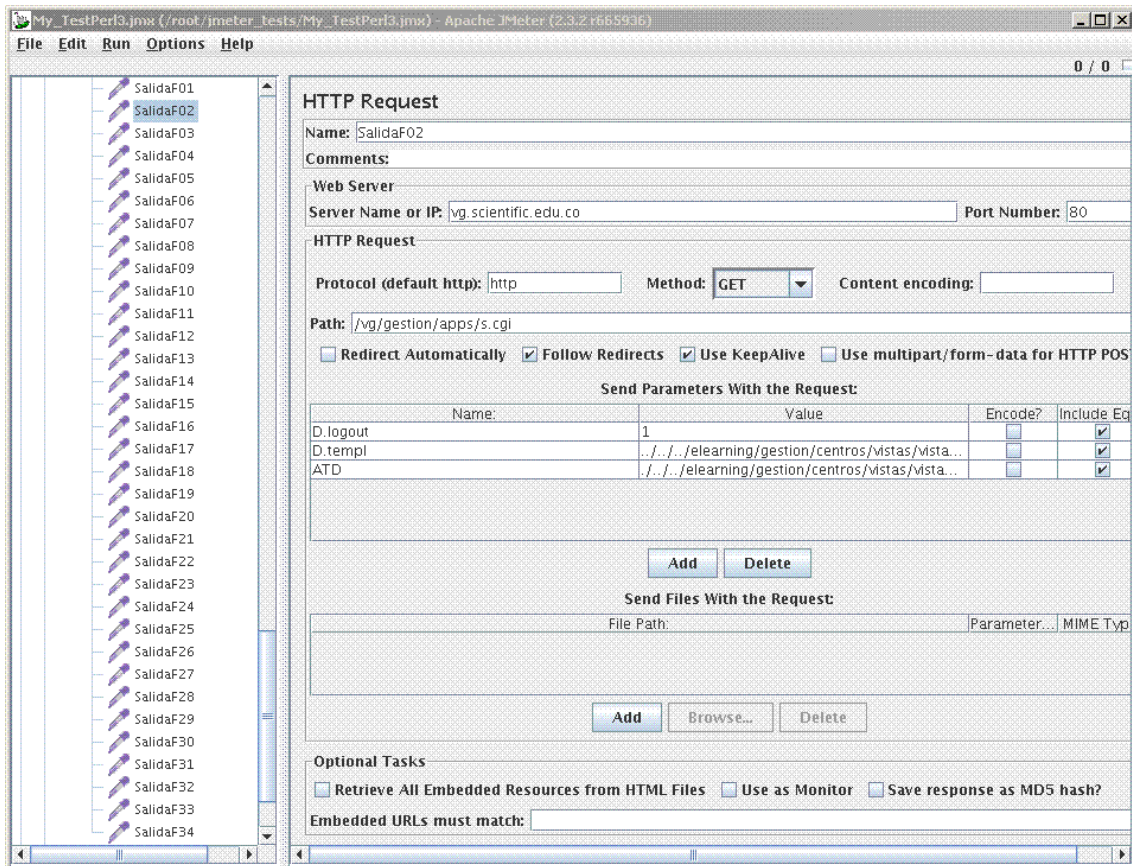 My_TestPerl3.jmx (/root/jmeter_tests/My_TestPerl3.jmx) - Apache JMeter (2.3.2 r665936)
File Edit Run Options Help
0 / 0
SalidaF01
SalidaF02
SalidaF03
SalidaF04
SalidaF05
SalidaF06
SalidaF07
SalidaF08
SalidaF09
SalidaF10
SalidaF11
SalidaF12
SalidaF13
SalidaF14
SalidaF15
SalidaF16
SalidaF17
SalidaF18
SalidaF19
SalidaF20
SalidaF21
SalidaF22
SalidaF23
SalidaF24
SalidaF25
SalidaF26
SalidaF27
SalidaF28
SalidaF29
SalidaF30
SalidaF31
SalidaF32
SalidaF33
SalidaF34
HTTP Request
Name: SalidaF02
Comments:
Web Server
Server Name or IP: vg.scientific.edu.co Port Number: 80
HTTP Request
Protocol (default http): http Method: GET Content encoding:
Path: /vg/gestion/apps/s.cgi
Redirect Automatically Follow Redirects Use KeepAlive Use multipart/form-data for HTTP POS
Send Parameters With the Request:
Name: Value Encode? Include Eq
D.logout 1
D.templ ../../../elearning/gestion/centros/vistas/vista...
ATD ./../../elearning/gestion/centros/vistas/vista...
Add Delete
Send Files With the Request:
File Path: Parameter... MIME Typ
Add Browse... Delete
Optional Tasks
Retrieve All Embedded Resources from HTML Files Use as Monitor Save response as MD5 hash?
Embedded URLs must match: